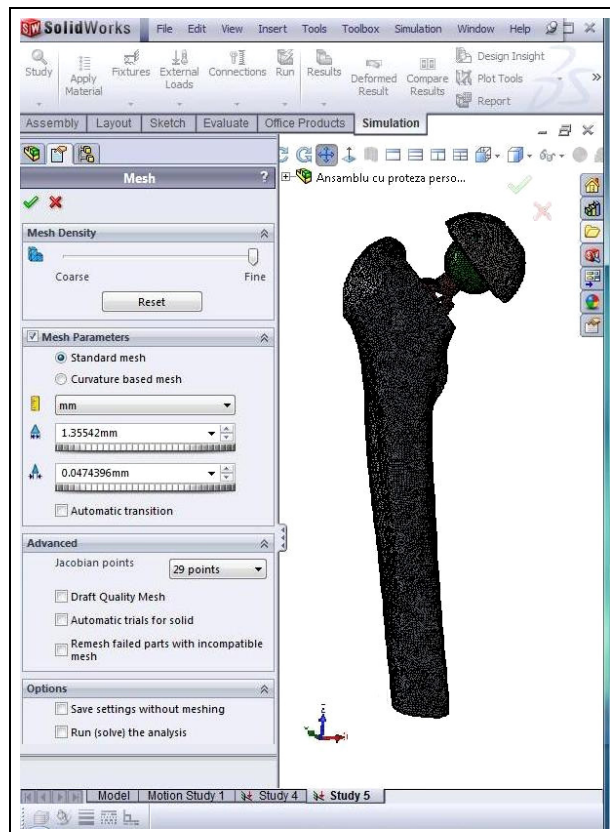 SolidWorks File Edit View Insert Tools Toolbox Simulation Window Help
Study Apply Material Fixtures External Loads Connections Run Results Deformed Result Compare Results Design Insight
Plot Tools
Report
Assembly Layout Sketch Evaluate Office Products Simulation
Mesh ?
Ansamblu cu proteza perso...
Mesh Density
Coarse Fine
Reset
Mesh Parameters
Standard mesh
Curvature based mesh
mm
1.35542mm
0.0474396mm
Automatic transition
Advanced
Jacobian points 29 points
Draft Quality Mesh
Automatic trials for solid
Remesh failed parts with incompatible
mesh
Options
Save settings without meshing
Run (solve) the analysis
Model Motion Study 1 Study 4 Study 5